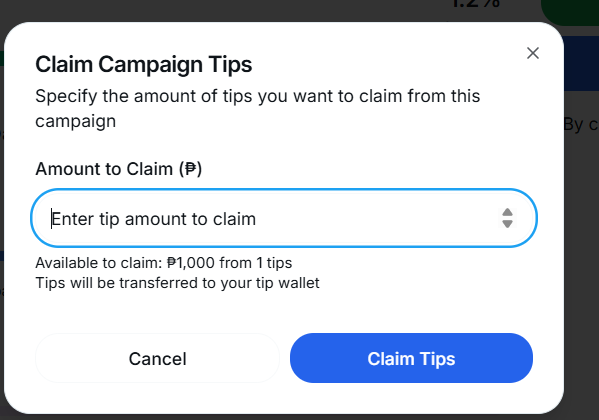 1.2%
Claim Campaign Tips
Specify the amount of tips you want to claim from this
campaign
By c
Amount to Claim (₱)
Enter tip amount to claim
Available to claim: ₱1,000 from 1 tips
Tips will be transferred to your tip wallet
Cancel
Claim Tips